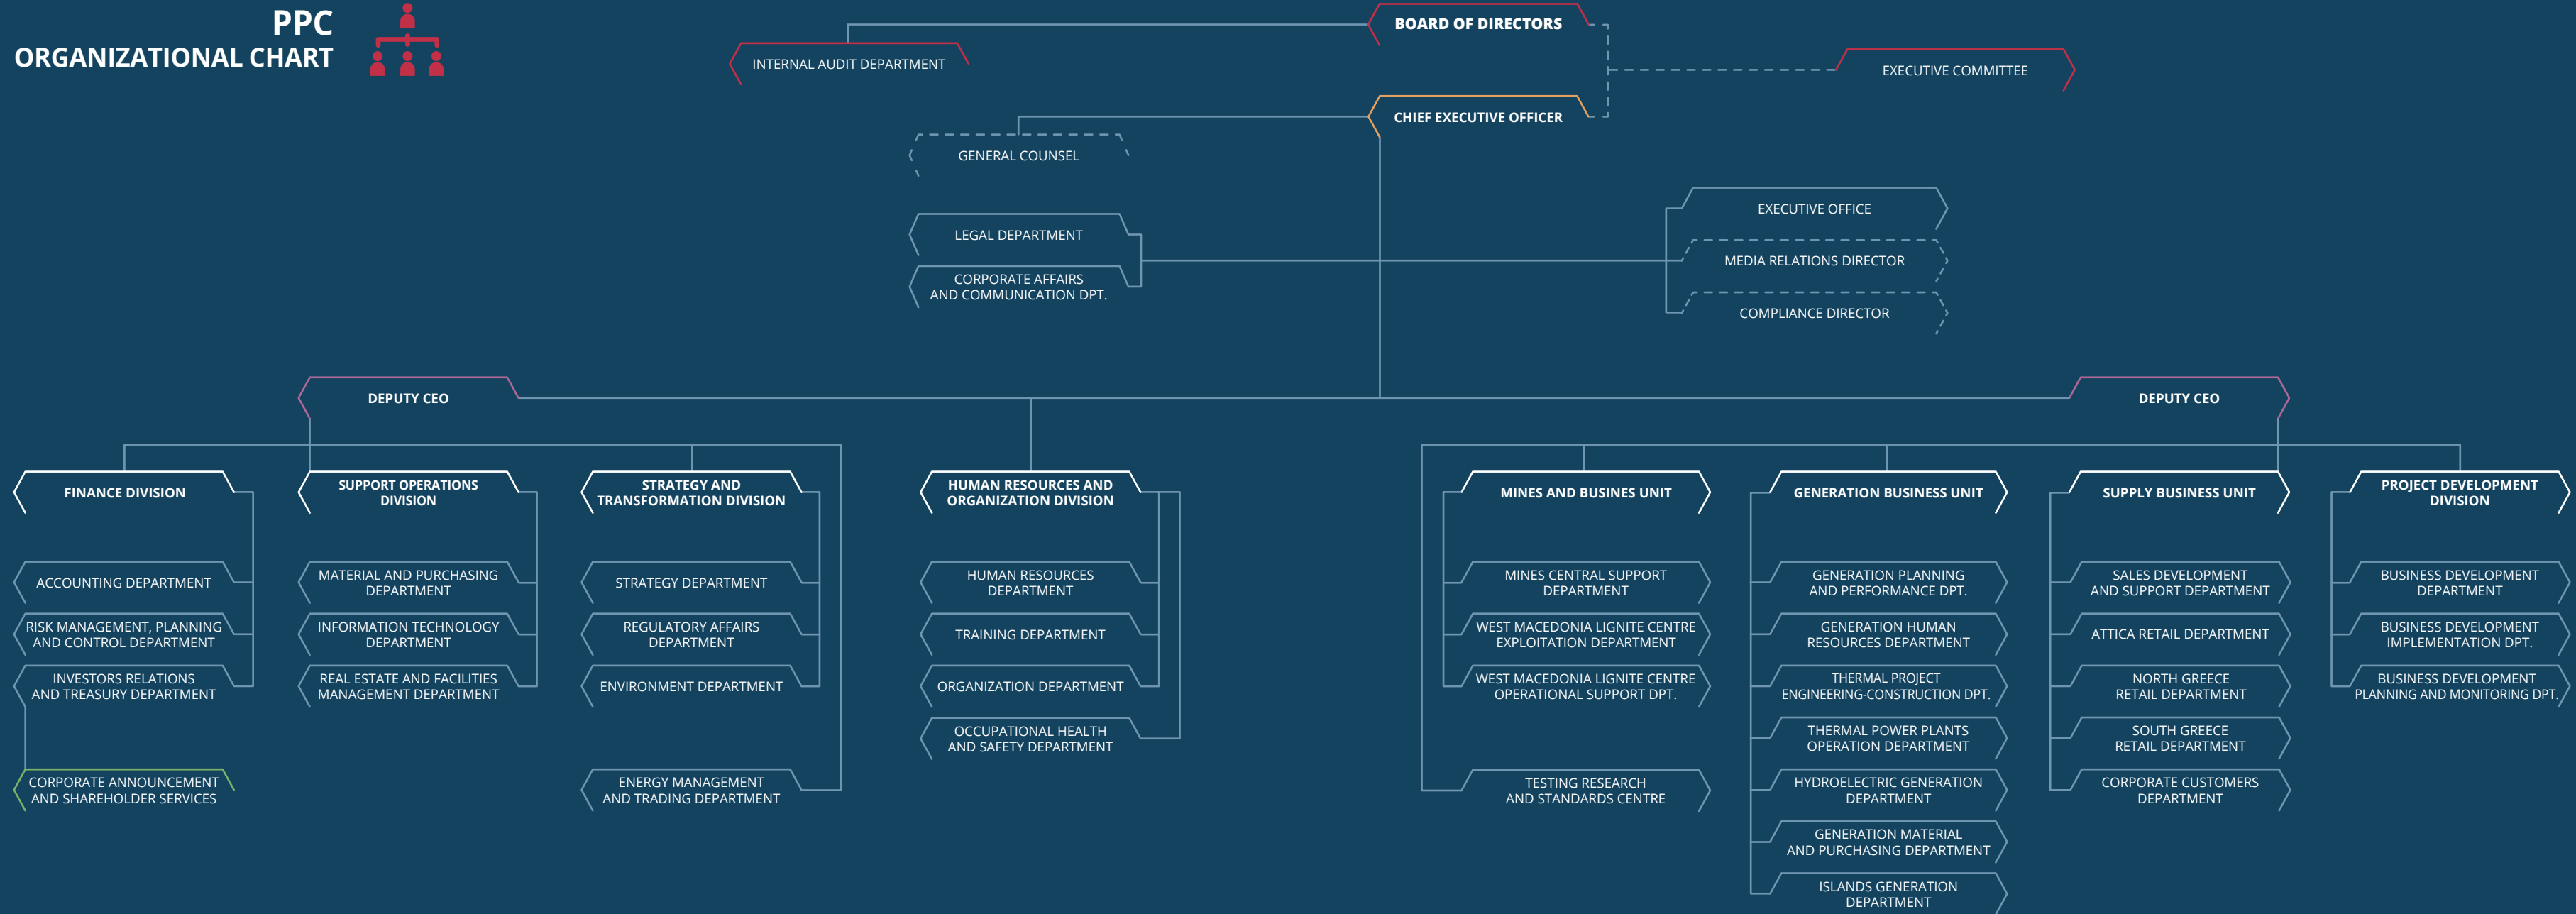 PPC
ORGANIZATIONAL CHART
BOARD OF DIRECTORS
INTERNAL AUDIT DEPARTMENT
EXECUTIVE COMMITTEE
CHIEF EXECUTIVE OFFICER
GENERAL COUNSEL
LEGAL DEPARTMENT
CORPORATE AFFAIRS
AND COMMUNICATION DPT.
EXECUTIVE OFFICE
MEDIA RELATIONS DIRECTOR
COMPLIANCE DIRECTOR
DEPUTY CEO
DEPUTY CEO
FINANCE DIVISION
ACCOUNTING DEPARTMENT
RISK MANAGEMENT, PLANNING
AND CONTROL DEPARTMENT
INVESTORS RELATIONS
AND TREASURY DEPARTMENT
CORPORATE ANNOUNCEMENT
AND SHAREHOLDER SERVICES
SUPPORT OPERATIONS
DIVISION
MATERIAL AND PURCHASING
DEPARTMENT
INFORMATION TECHNOLOGY
DEPARTMENT
REAL ESTATE AND FACILITIES
MANAGEMENT DEPARTMENT
STRATEGY AND
TRANSFORMATION DIVISION
STRATEGY DEPARTMENT
REGULATORY AFFAIRS
DEPARTMENT
ENVIRONMENT DEPARTMENT
ENERGY MANAGEMENT
AND TRADING DEPARTMENT
HUMAN RESOURCES AND
ORGANIZATION DIVISION
HUMAN RESOURCES
DEPARTMENT
TRAINING DEPARTMENT
ORGANIZATION DEPARTMENT
OCCUPATIONAL HEALTH
AND SAFETY DEPARTMENT
MINES AND BUSINES UNIT
MINES CENTRAL SUPPORT
DEPARTMENT
WEST MACEDONIA LIGNITE CENTRE
EXPLOITATION DEPARTMENT
WEST MACEDONIA LIGNITE CENTRE
OPERATIONAL SUPPORT DPT.
TESTING RESEARCH
AND STANDARDS CENTRE
GENERATION BUSINESS UNIT
GENERATION PLANNING
AND PERFORMANCE DPT.
GENERATION HUMAN
RESOURCES DEPARTMENT
THERMAL PROJECT
ENGINEERING-CONSTRUCTION DPT.
THERMAL POWER PLANTS
OPERATION DEPARTMENT
HYDROELECTRIC GENERATION
DEPARTMENT
GENERATION MATERIAL
AND PURCHASING DEPARTMENT
ISLANDS GENERATION
DEPARTMENT
SUPPLY BUSINESS UNIT
SALES DEVELOPMENT
AND SUPPORT DEPARTMENT
ATTICA RETAIL DEPARTMENT
NORTH GREECE
RETAIL DEPARTMENT
SOUTH GREECE
RETAIL DEPARTMENT
CORPORATE CUSTOMERS
DEPARTMENT
PROJECT DEVELOPMENT
DIVISION
BUSINESS DEVELOPMENT
DEPARTMENT
BUSINESS DEVELOPMENT
IMPLEMENTATION DPT.
BUSINESS DEVELOPMENT
PLANNING AND MONITORING DPT.